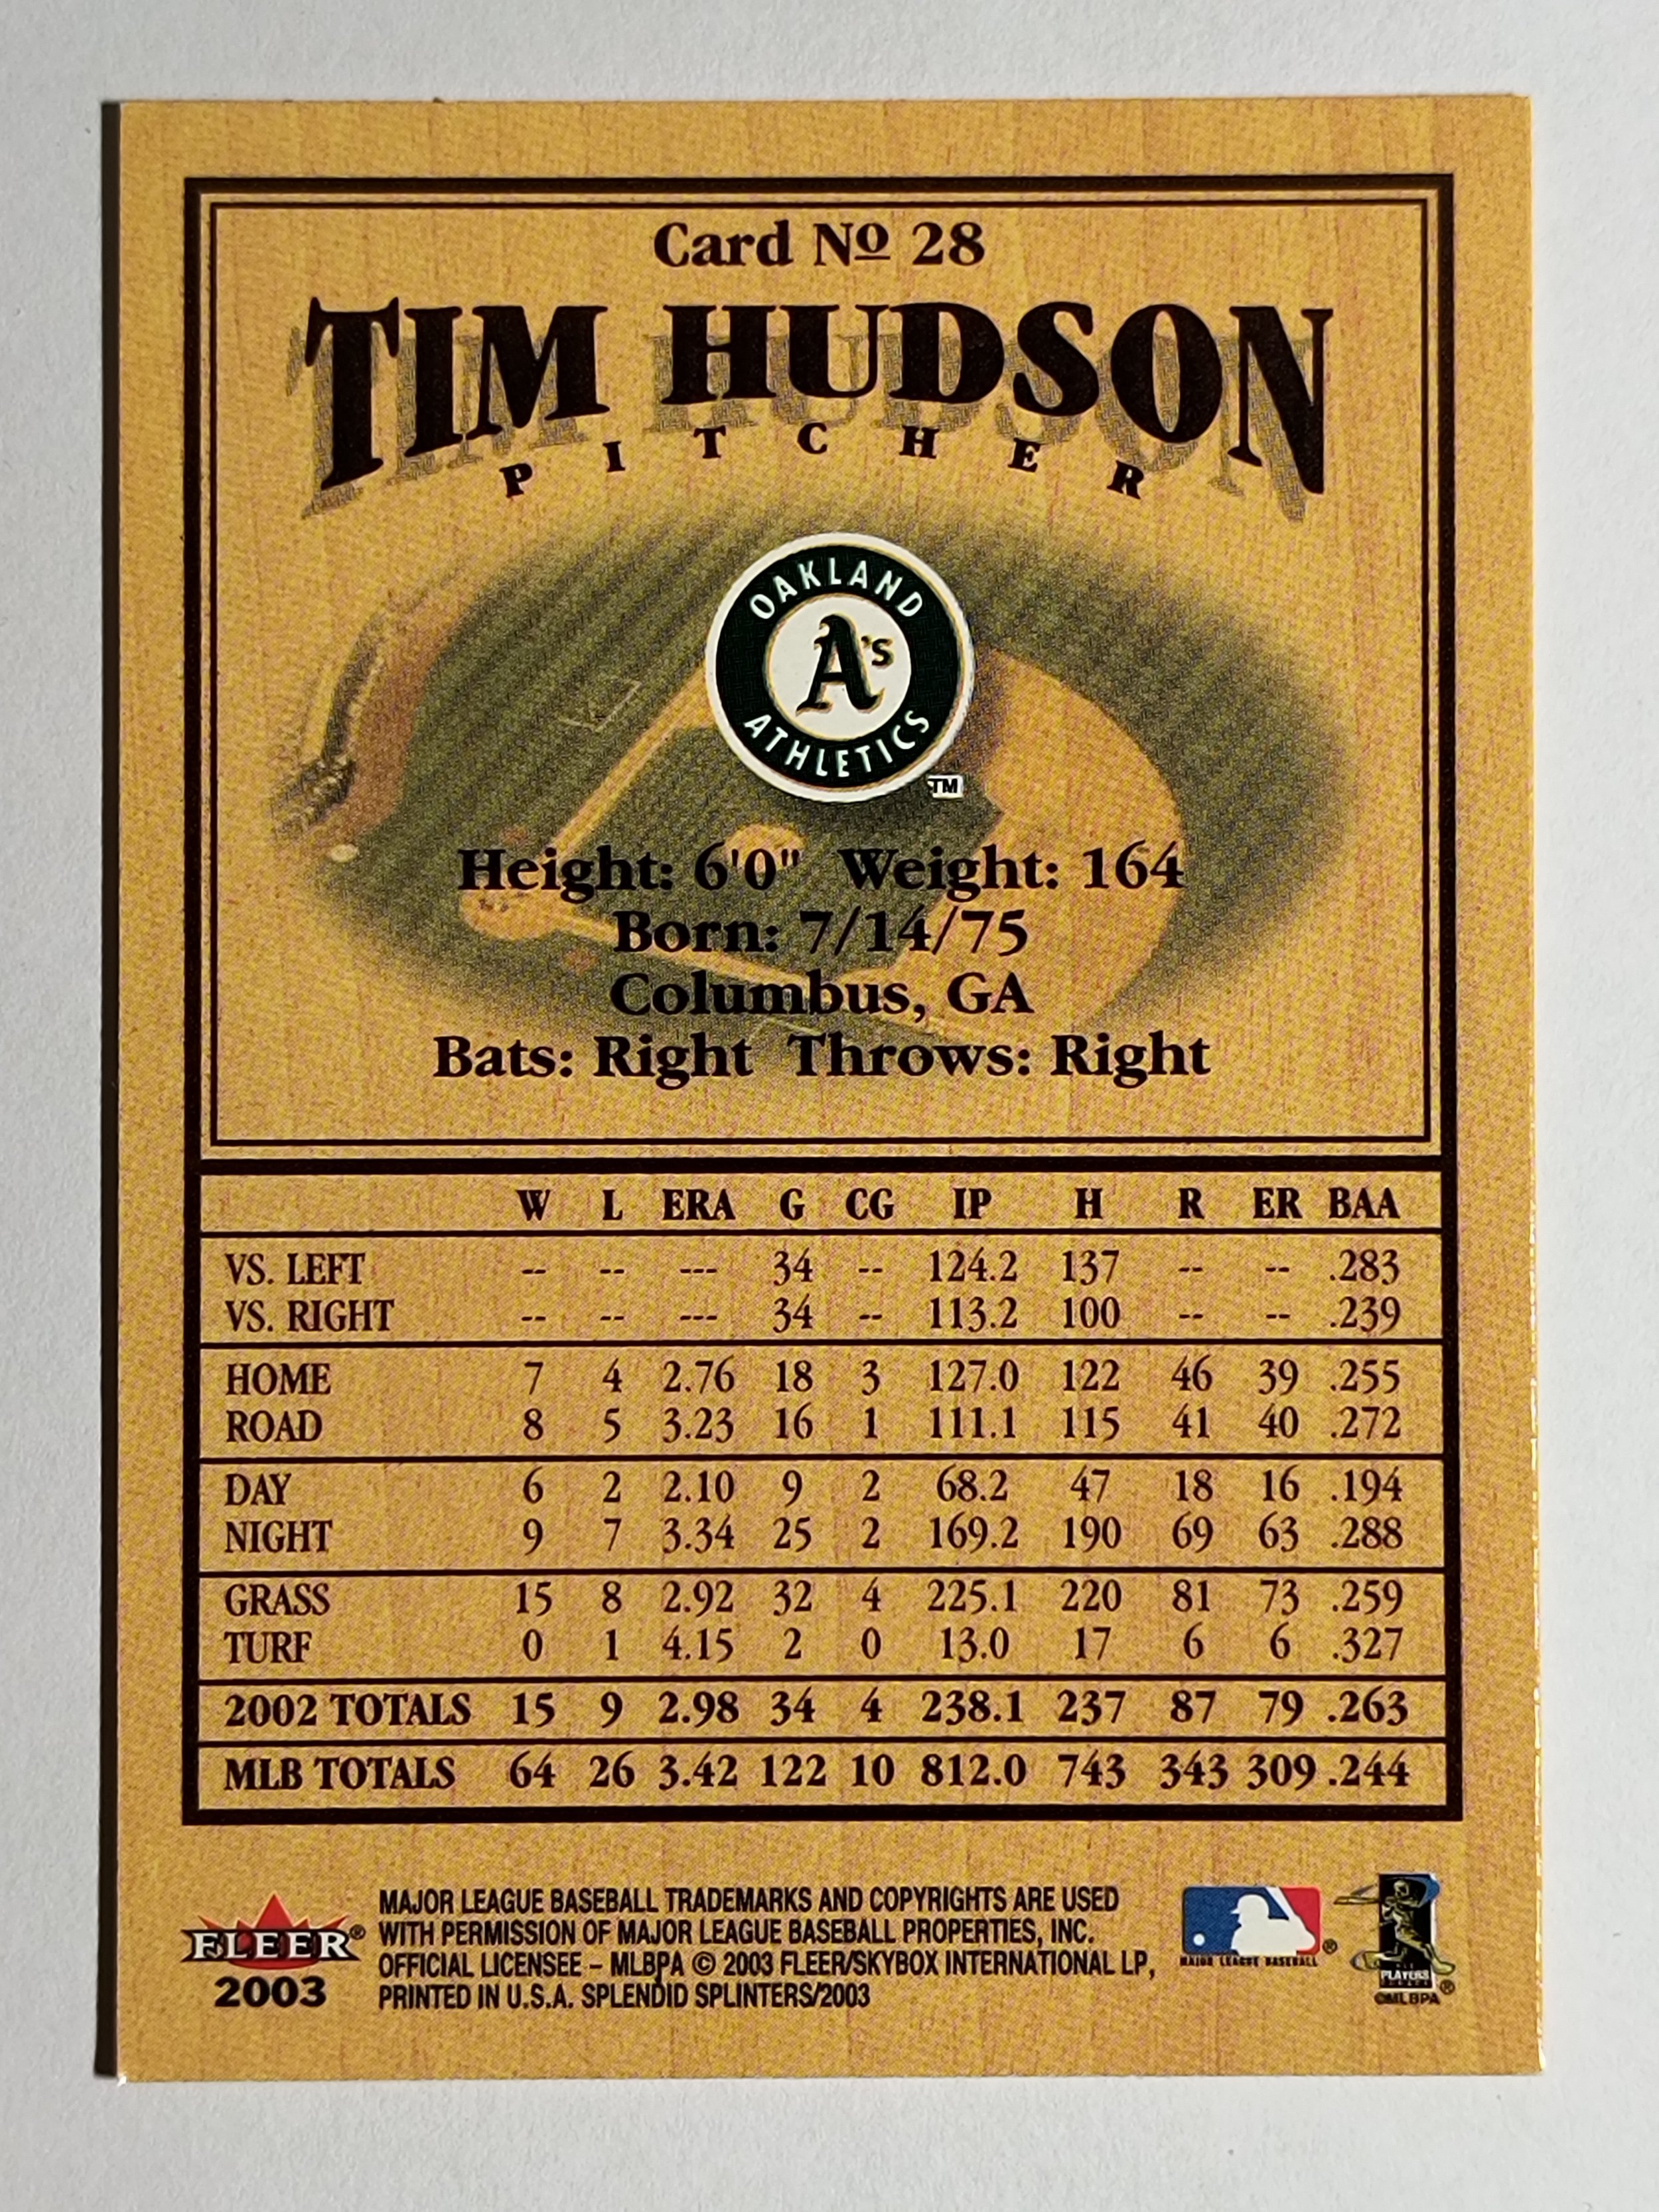 Card Nº 28
TIM HUDSON
PITCHER
OAKLAND
A's
ATHLETICS
TM
Height: 6'0" Weight: 164
Born: 7/14/75
Columbus, GA
Bats: Right Throws: Right
W L ERA G CG IP H R ER BAA
VS. LEFT -- -- --- 34 -- 124.2 137 -- -- .283
VS. RIGHT -- -- --- 34 -- 113.2 100 -- -- .239
HOME 7 4 2.76 18 3 127.0 122 46 39 .255
ROAD 8 5 3.23 16 1 111.1 115 41 40 .272
DAY 6 2 2.10 9 2 68.2 47 18 16 .194
NIGHT 9 7 3.34 25 2 169.2 190 69 63 .288
GRASS 15 8 2.92 32 4 225.1 220 81 73 .259
TURF 0 1 4.15 2 0 13.0 17 6 6 .327
2002 TOTALS 15 9 2.98 34 4 238.1 237 87 79 .263
MLB TOTALS 64 26 3.42 122 10 812.0 743 343 309 .244
FLEER®
2003
MAJOR LEAGUE BASEBALL TRADEMARKS AND COPYRIGHTS ARE USED
WITH PERMISSION OF MAJOR LEAGUE BASEBALL PROPERTIES, INC.
OFFICIAL LICENSEE – MLBPA © 2003 FLEER/SKYBOX INTERNATIONAL LP,
PRINTED IN U.S.A. SPLENDID SPLINTERS/2003
®
MAJOR LEAGUE BASEBALL
PLAYERS
®
©MLBPA